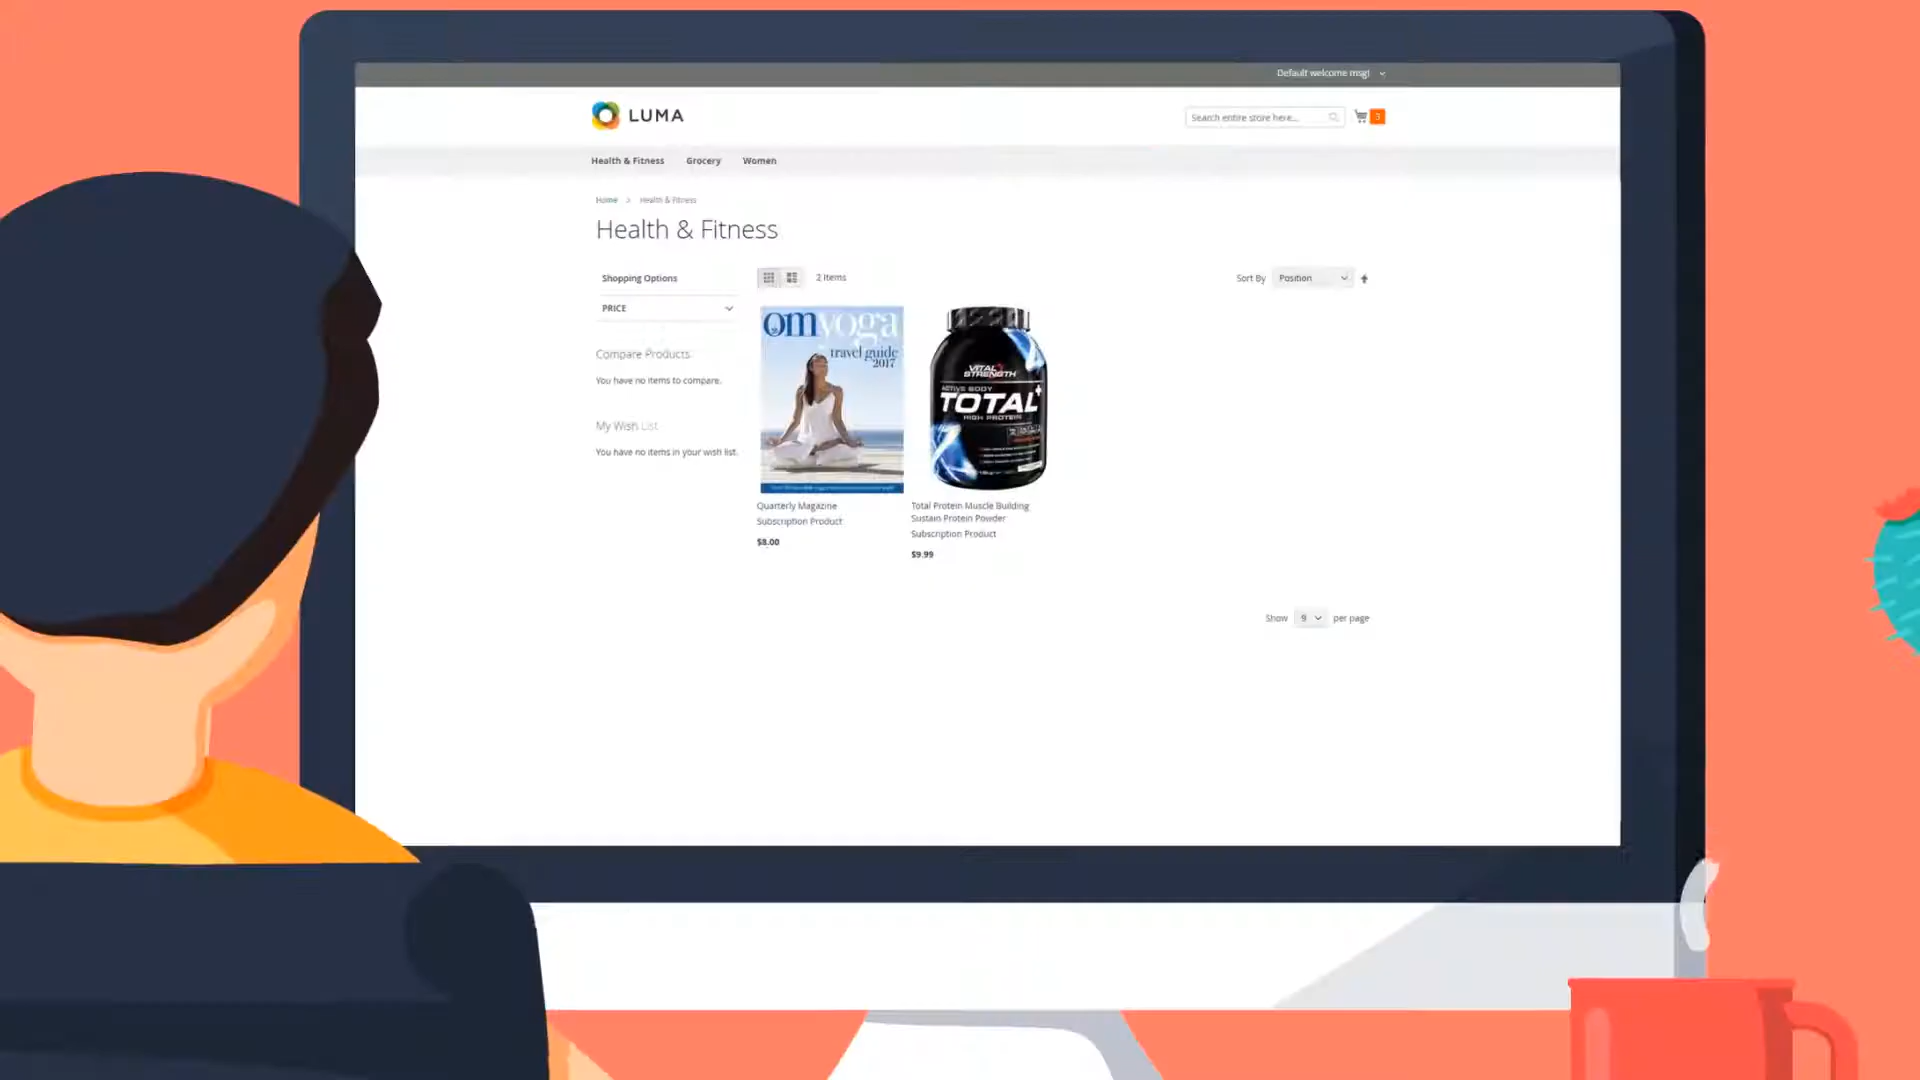 Default welcome msg!
LUMA
Search entire store here...
3
Health & Fitness Grocery Women
Home > Health & Fitness
Health & Fitness
Shopping Options
2 Items
Sort By Position
PRICE
Compare Products
You have no items to compare.
My Wish List
You have no items in your wish list.
om yoga
travel guide
2017
VITAL
STRENGTH
ACTIVE BODY
TOTAL+
HIGH PROTEIN
Quarterly Magazine
Subscription Product
$8.00
Total Protein Muscle Building
Sustain Protein Powder
Subscription Product
$9.99
Show 9 per page